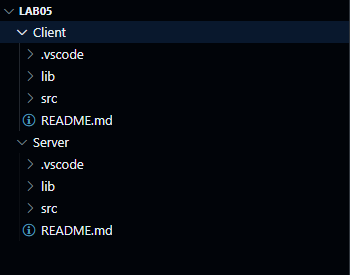 LAB05
Client
.vscode
lib
src
README.md
Server
.vscode
lib
src
README.md